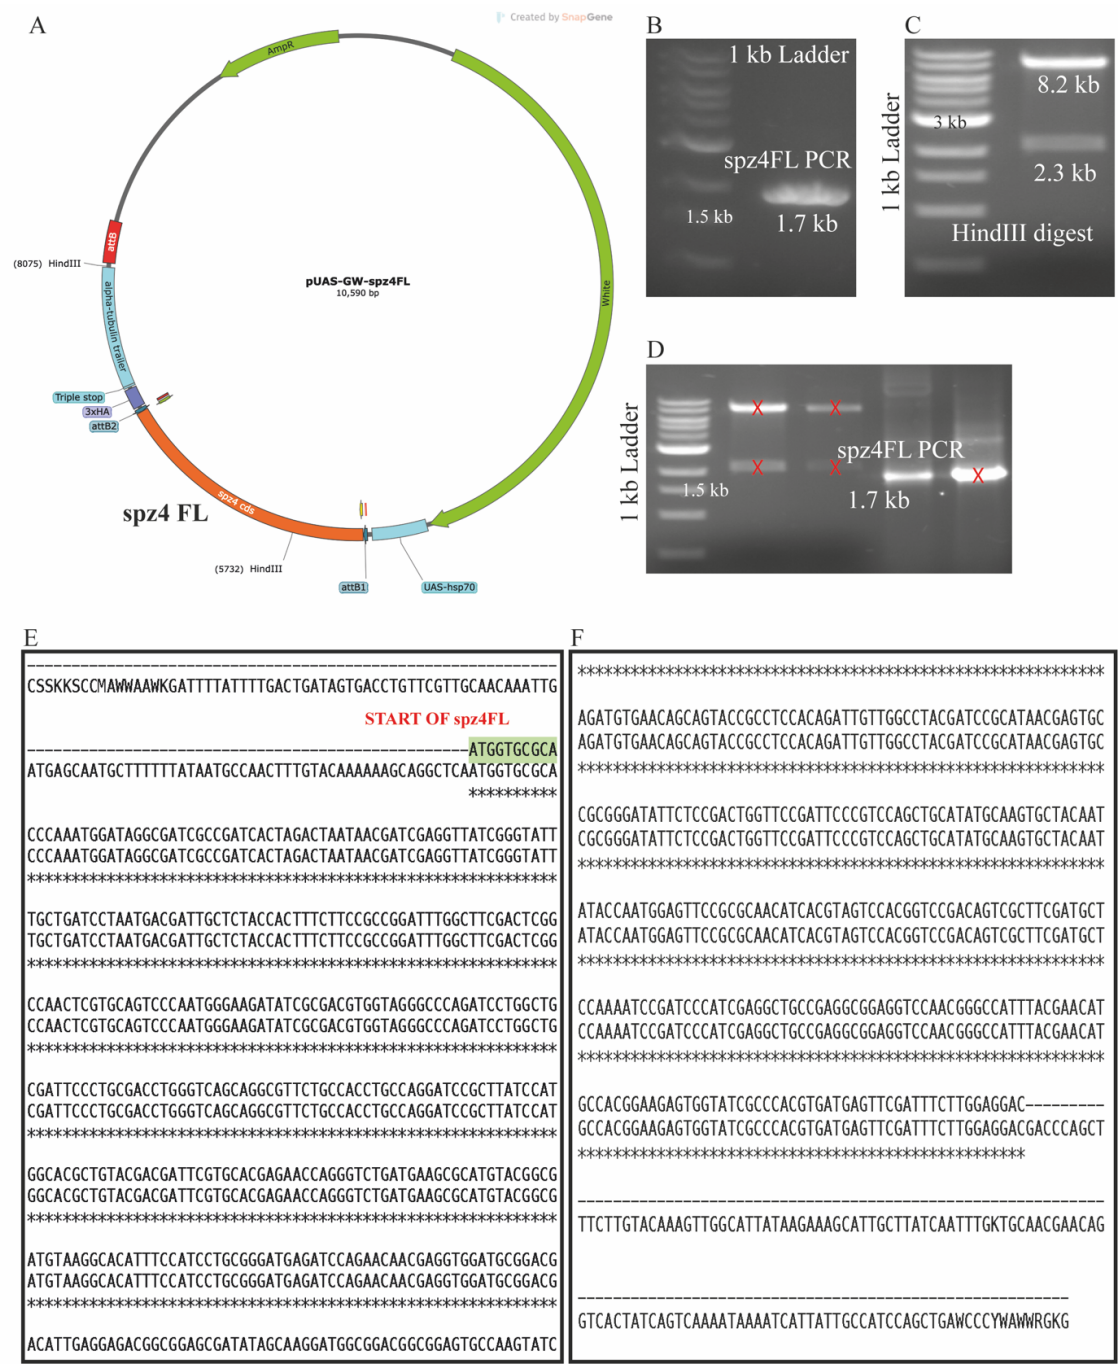 A
Created by SnapGene
AmpR
White
attB
(8075) HindIII
alpha-tubulin trailer
pUAS-GW-spz4FL
10,590 bp
Triple stop
3xHA
attB2
spz4 cds
spz4 FL
(5732) HindIII
attB1
UAS-hsp70
B
1 kb Ladder
spz4FL PCR
1.5 kb
1.7 kb
C
1 kb Ladder
8.2 kb
3 kb
2.3 kb
HindIII digest
D
1 kb Ladder
X
X
X
X
spz4FL PCR
X
1.5 kb
1.7 kb
E
------------------------------------------------------------
CSSKKSCCMAWWAAWKGATTTTATTTTGACTGATAGTGACCTGTTCGTTGCAACAAATTG
START OF spz4FL
--------------------------------------------------ATGGTGCGCA
ATGAGCAATGCTTTTTTATAATGCCAACTTTGTACAAAAAAGCAGGCTCAATGGTGCGCA
**********
CCCAAATGGATAGGCGATCGCCGATCACTAGACTAATAACGATCGAGGTTATCGGGTATT
CCCAAATGGATAGGCGATCGCCGATCACTAGACTAATAACGATCGAGGTTATCGGGTATT
************************************************************
TGCTGATCCTAATGACGATTGCTCTACCACTTTCTTCCGCCGGATTTGGCTTCGACTCGG
TGCTGATCCTAATGACGATTGCTCTACCACTTTCTTCCGCCGGATTTGGCTTCGACTCGG
************************************************************
CCAACTCGTGCAGTCCCAATGGGAAGATATCGCGACGTGGTAGGGCCCAGATCCTGGCTG
CCAACTCGTGCAGTCCCAATGGGAAGATATCGCGACGTGGTAGGGCCCAGATCCTGGCTG
************************************************************
CGATTCCCTGCGACCTGGGTCAGCAGGCGTTCTGCCACCTGCCAGGATCCGCTTATCCAT
CGATTCCCTGCGACCTGGGTCAGCAGGCGTTCTGCCACCTGCCAGGATCCGCTTATCCAT
************************************************************
GGCACGCTGTACGACGATTCGTGCACGAGAACCAGGGTCTGATGAAGCGCATGTACGGCG
GGCACGCTGTACGACGATTCGTGCACGAGAACCAGGGTCTGATGAAGCGCATGTACGGCG
************************************************************
ATGTAAGGCACATTTCCATCCTGCGGGATGAGATCCAGAACAACGAGGTGGATGCGGACG
ATGTAAGGCACATTTCCATCCTGCGGGATGAGATCCAGAACAACGAGGTGGATGCGGACG
************************************************************
ACATTGAGGAGACGGCGGAGCGATATAGCAAGGATGGCGGACGGCGGAGTGCCAAGTATC
F
************************************************************
AGATGTGAACAGCAGTACCGCCTCCACAGATTGTTGGCCTACGATCCGCATAACGAGTGC
AGATGTGAACAGCAGTACCGCCTCCACAGATTGTTGGCCTACGATCCGCATAACGAGTGC
************************************************************
CGCGGGATATTCTCCGACTGGTTCCGATTCCCGTCCAGCTGCATATGCAAGTGCTACAAT
CGCGGGATATTCTCCGACTGGTTCCGATTCCCGTCCAGCTGCATATGCAAGTGCTACAAT
************************************************************
ATACCAATGGAGTTCCGCGCAACATCACGTAGTCCACGGTCCGACAGTCGCTTCGATGCT
ATACCAATGGAGTTCCGCGCAACATCACGTAGTCCACGGTCCGACAGTCGCTTCGATGCT
************************************************************
CCAAAATCCGATCCCATCGAGGCTGCCGAGGCGGAGGTCCAACGGGCCATTTACGAACAT
CCAAAATCCGATCCCATCGAGGCTGCCGAGGCGGAGGTCCAACGGGCCATTTACGAACAT
************************************************************
GCCACGGAAGAGTGGTATCGCCCACGTGATGAGTTCGATTTCTTGGAGGAC---------
GCCACGGAAGAGTGGTATCGCCCACGTGATGAGTTCGATTTCTTGGAGGACGACCCAGCT
***************************************************
------------------------------------------------------------
TTCTTGTACAAAGTTGGCATTATAAGAAAGCATTGCTTATCAATTTGKTGCAACGAACAG
--------------------------------------------------------
GTCACTATCAGTCAAAATAAAATCATTATTGCCATCCAGCTGAWCCCYWAWWRGKG